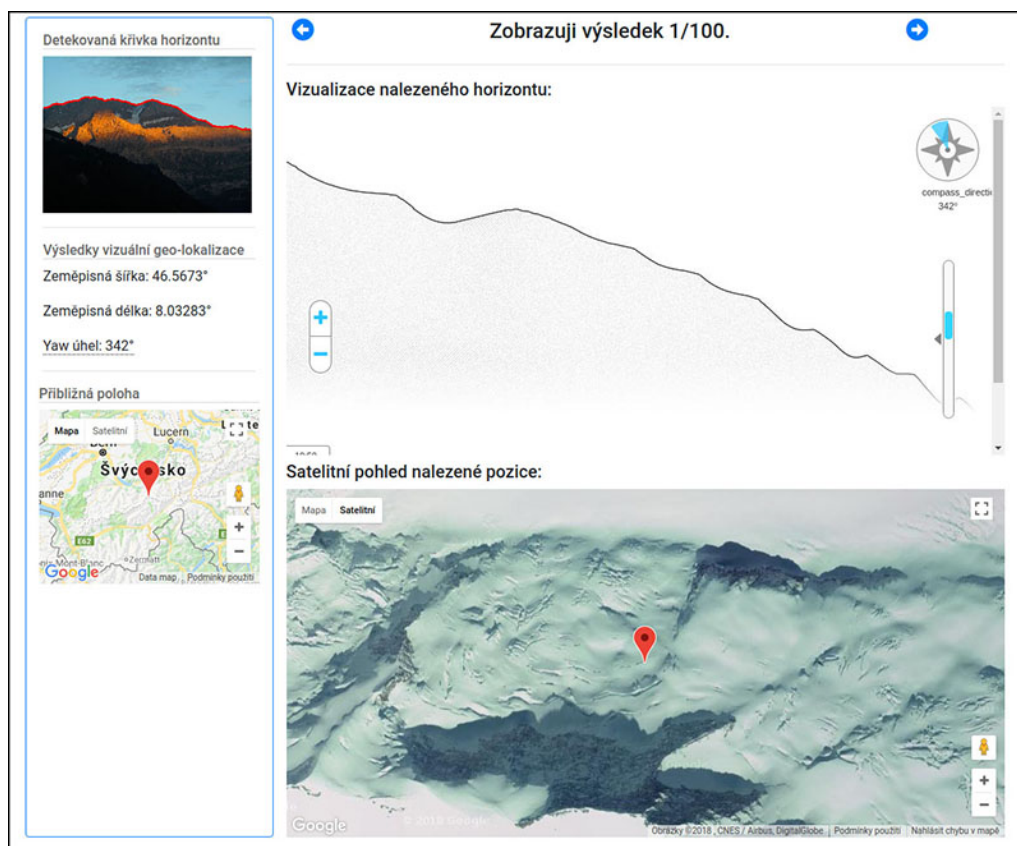 Detekovaná křivka horizontu
Výsledky vizuální geo-lokalizace
Zeměpisná šířka: 46.5673°
Zeměpisná délka: 8.03283°
Yaw úhel: 342°
Přibližná poloha
Mapa
Satelitní
Lucern
Bern
Švýc sko
anne
E62
Mont-Blanc
Zermatt
Google
Data map
Podmínky použití
Zobrazuji výsledek 1/100.
Vizualizace nalezeného horizontu:
compass_directi
342°
Satelitní pohled nalezené pozice:
Mapa
Satelitní
Google
© 2018 Google
Obrázky ©2018 , CNES / Airbus, DigitalGlobe
Podmínky použití
Nahlásit chybu v mapě